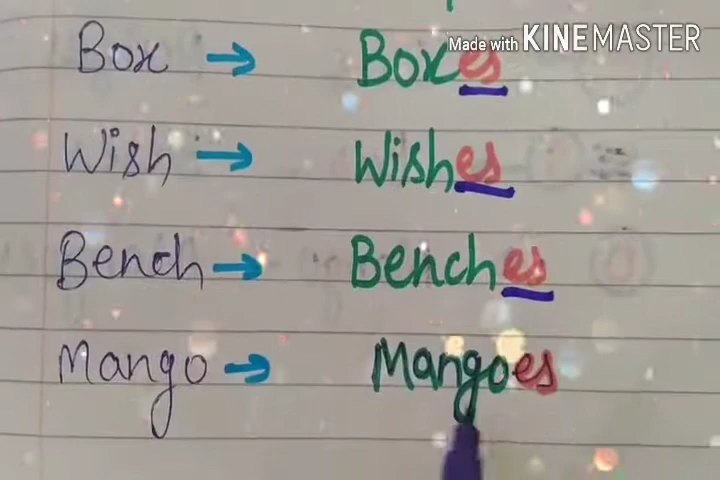 Made with KINEMASTER
Box → Boxes
Wish → Wishes
Bench → Benches
Mango → Mangoes